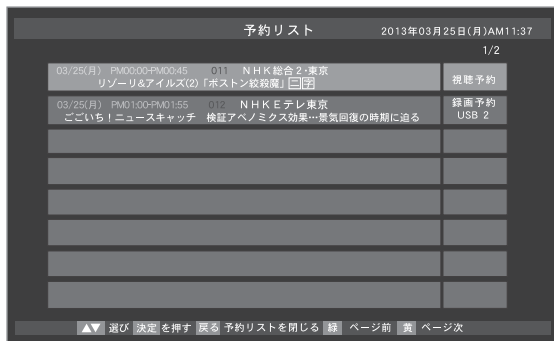 予約リスト 2013年03月25日(月)AM11:37
1/2
03/25(月) PM00:00-PM00:45 011 NHK総合2・東京
リゾーリ&アイルズ(2)「ボストン絞殺魔」二字
視聴予約
03/25(月) PM01:00-PM01:55 012 NHKEテレ東京
ごごいち!ニュースキャッチ 検証アベノミクス効果…景気回復の時期に迫る
録画予約
USB 2
▲▼ 選び 決定 を押す 戻る 予約リストを閉じる 緑 ページ前 黄 ページ次